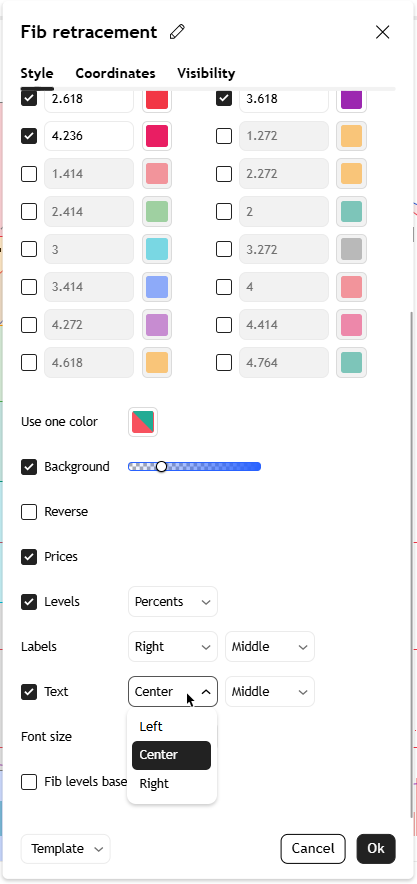 Fib retracement
Style Coordinates Visibility
2.618 3.618
4.236 1.272
1.414 2.272
2.414 2
3 3.272
3.414 4
4.272 4.414
4.618 4.764
Use one color
Background
Reverse
Prices
Levels Percents
Labels Right Middle
Text Center Middle
Left
Font size
Center
Right
Fib levels base
Template Cancel Ok